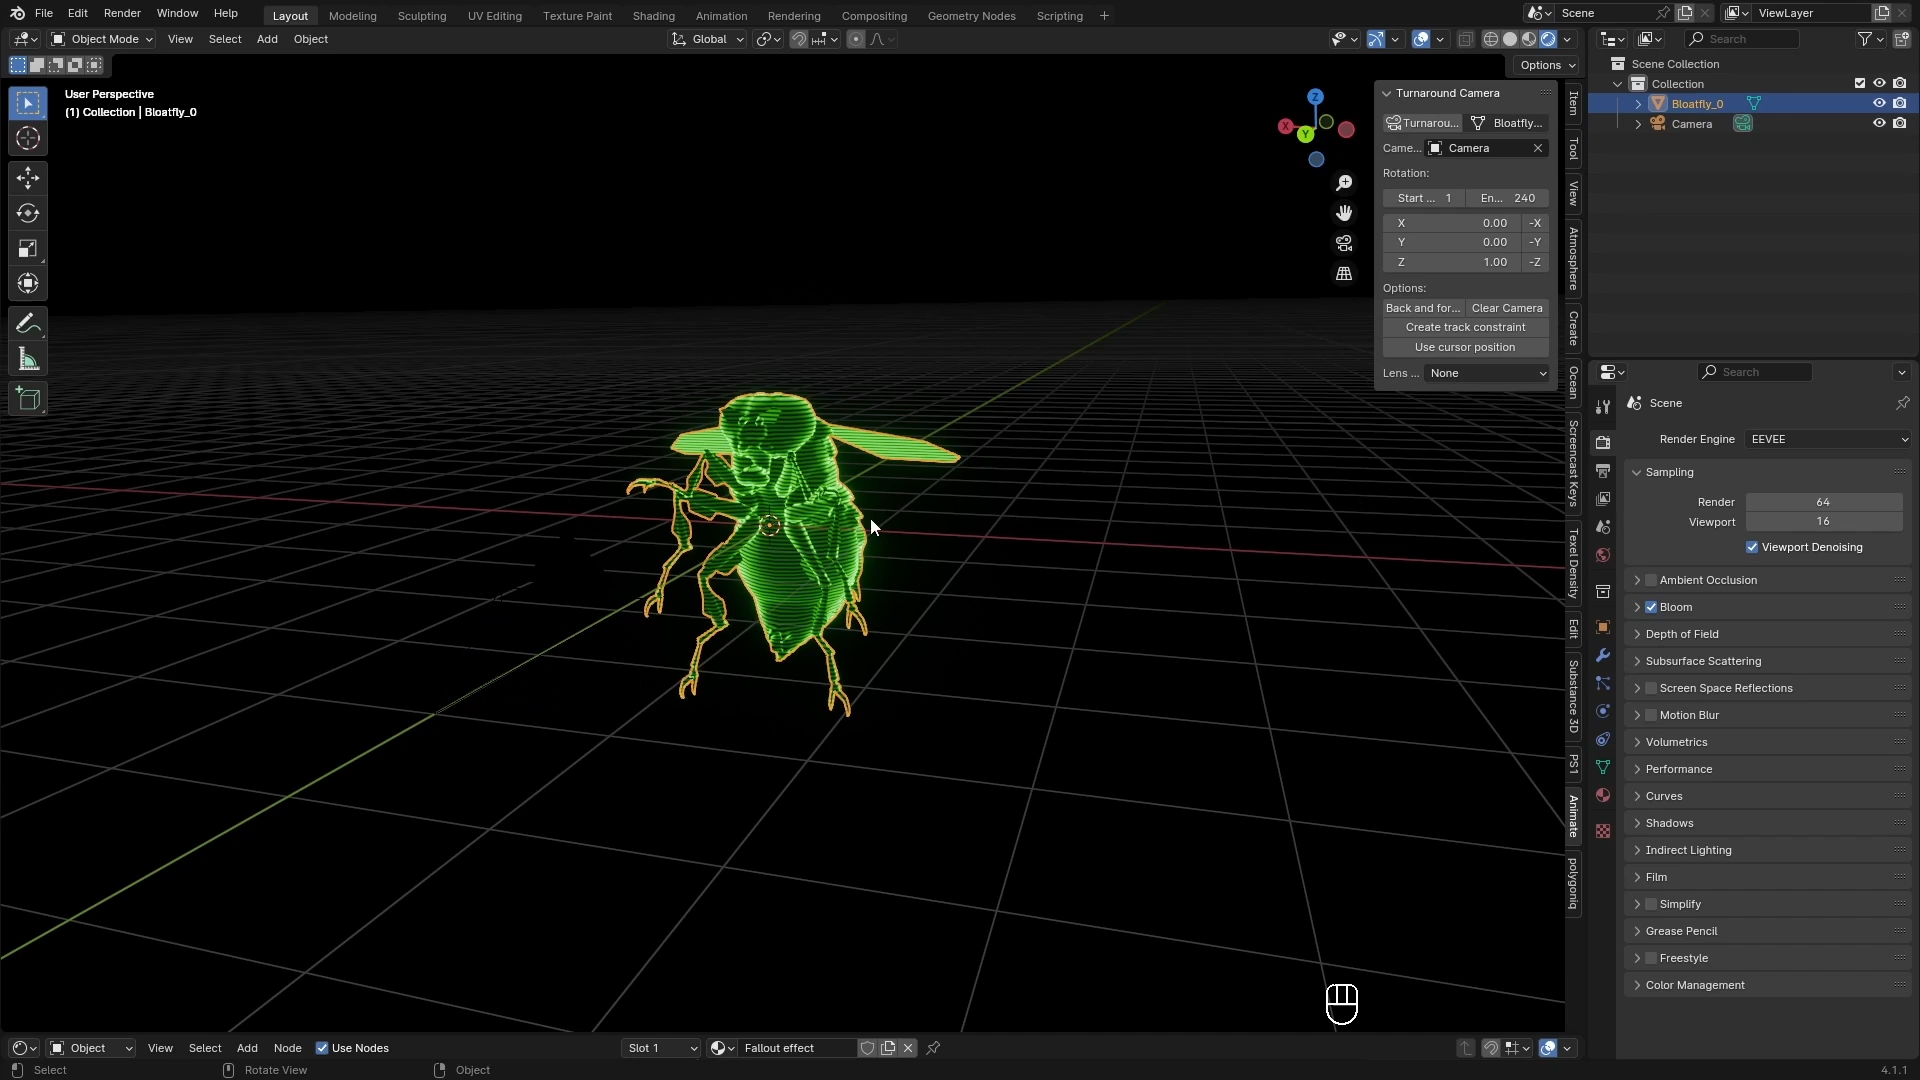 File Edit Render Window Help Layout Modeling Sculpting UV Editing Texture Paint Shading Animation Rendering Compositing Geometry Nodes Scripting + Scene ViewLayer
Object Mode View Select Add Object Global Search
Options
User Perspective
(1) Collection | Bloatfly_0
Scene Collection
Collection
Bloatfly_0
Camera
Z
X
Y
Turnaround Camera
Turnarou... Bloatfly...
Came... Camera
Rotation:
Start ... 1 En... 240
X 0.00 -X
Y 0.00 -Y
Z 1.00 -Z
Options:
Back and for... Clear Camera
Create track constraint
Use cursor position
Lens ... None
Item
Tool
View
Atmosphere
Create
Ocean
Screencast Keys
Texel Density
Edit
Substance 3D
PS1
Animate
polygoniq
Search
Scene
Render Engine EEVEE
Sampling
Render 64
Viewport 16
Viewport Denoising
Ambient Occlusion
Bloom
Depth of Field
Subsurface Scattering
Screen Space Reflections
Motion Blur
Volumetrics
Performance
Curves
Shadows
Indirect Lighting
Film
Simplify
Grease Pencil
Freestyle
Color Management
Object View Select Add Node Use Nodes Slot 1 Fallout effect
Select Rotate View Object 4.1.1